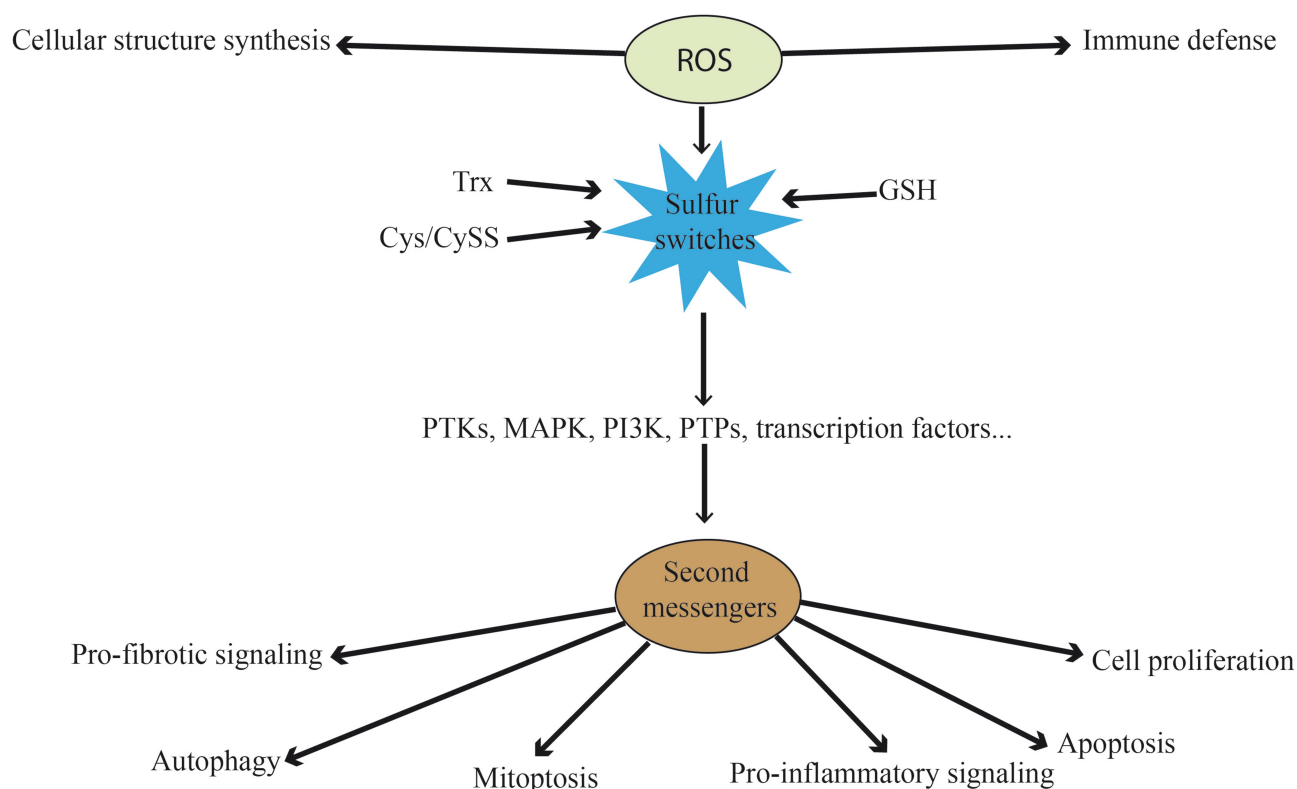 Cellular structure synthesis
ROS
Immune defense
Trx
Sulfur
switches
GSH
Cys/CySS
PTKs, MAPK, PI3K, PTPs, transcription factors...
Second
messengers
Pro-fibrotic signaling
Cell proliferation
Autophagy
Mitoptosis
Pro-inflammatory signaling
Apoptosis